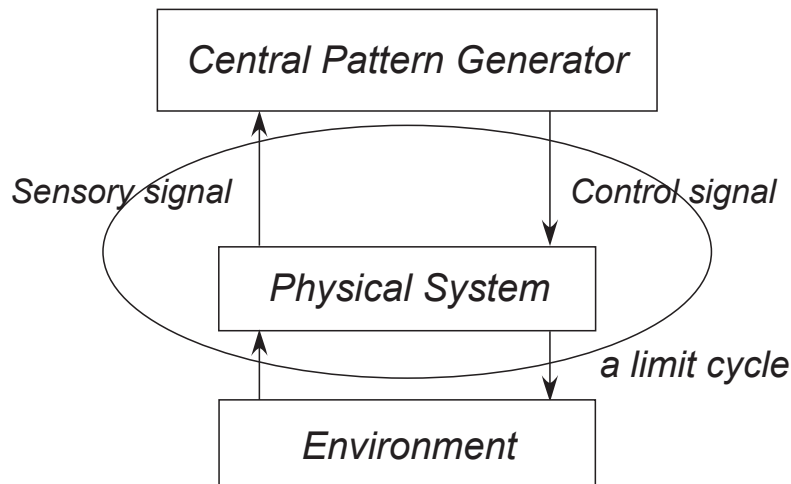 Central Pattern Generator
Sensory signal
Control signal
Physical System
a limit cycle
Environment